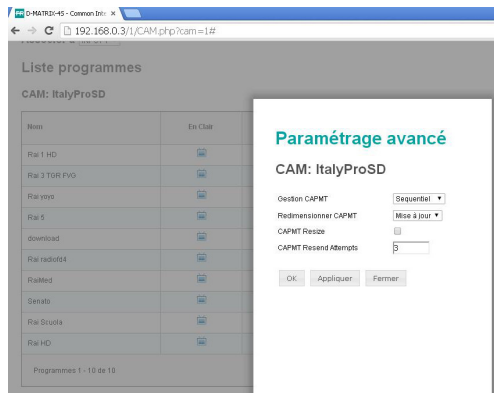 D-MATRIX-4S - Common Inte
192.168.0.3/1/CAM.php?cam=1#
Liste programmes
CAM: ItalyProSD
Nom En Clair
Rai 1 HD
Rai 3 TGR FVG
Rai yoyo
Rai 5
download
Rai radiofd4
RaiMed
Senato
Rai Scuola
Rai HD
Programmes 1 - 10 de 18
Paramétrage avancé
CAM: ItalyProSD
Gestion CAPMT Sequentiel
Redimensionner CAPMT Mise à jour
CAPMT Resize
CAPMT Resend Attempts 3
OK Appliquer Fermer